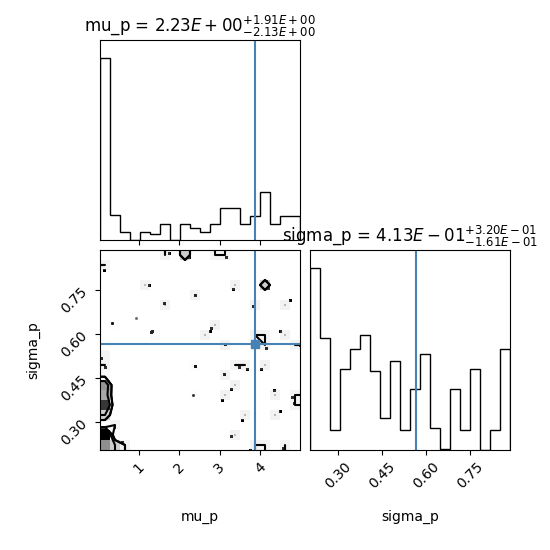 mu_p = 2.23E + 00+1.91E+00
−2.13E+00
sigma_p = 4.13E − 01+3.20E−01
−1.61E−01
sigma_p
0.75
0.60
0.45
0.30
1 2 3 4
0.30 0.45 0.60 0.75
mu_p sigma_p